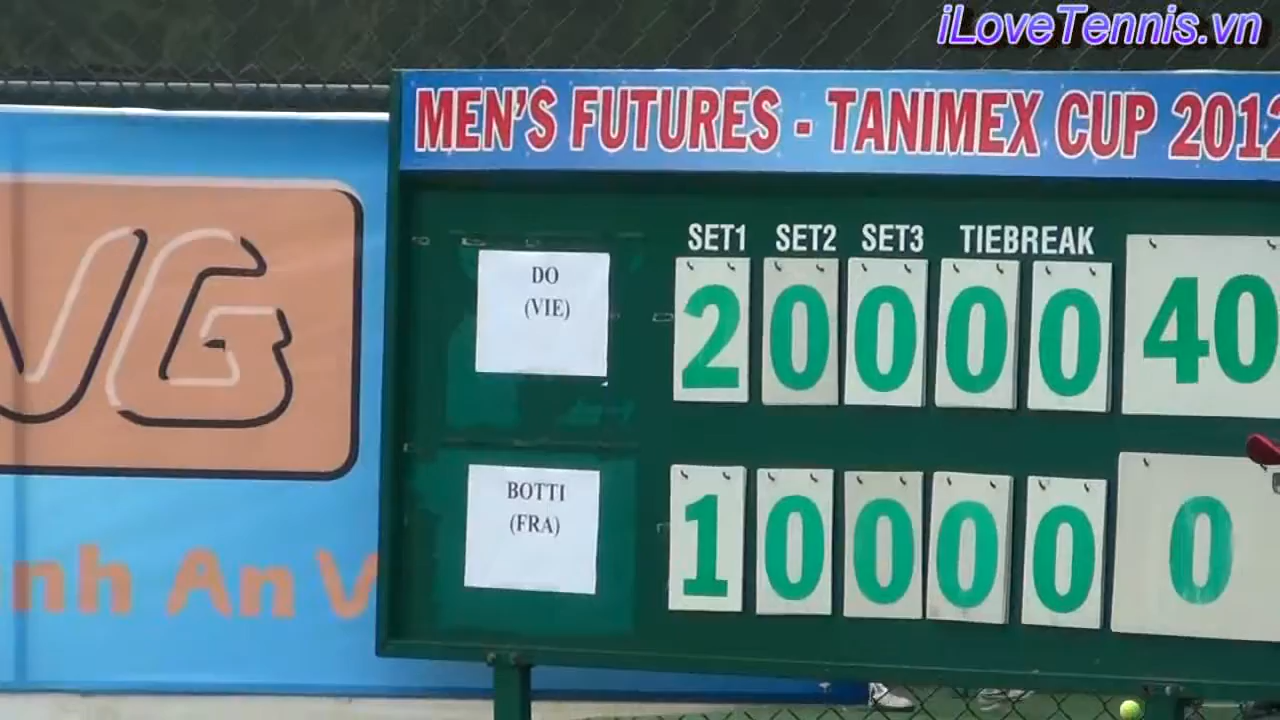 iLoveTennis.vn
MEN'S FUTURES - TANIMEX CUP 2012
SET1 SET2 SET3 TIEBREAK
DO
(VIE)
2 0 0 0 0 40
BOTTI
(FRA)
1 0 0 0 0 0
NG
nh An V